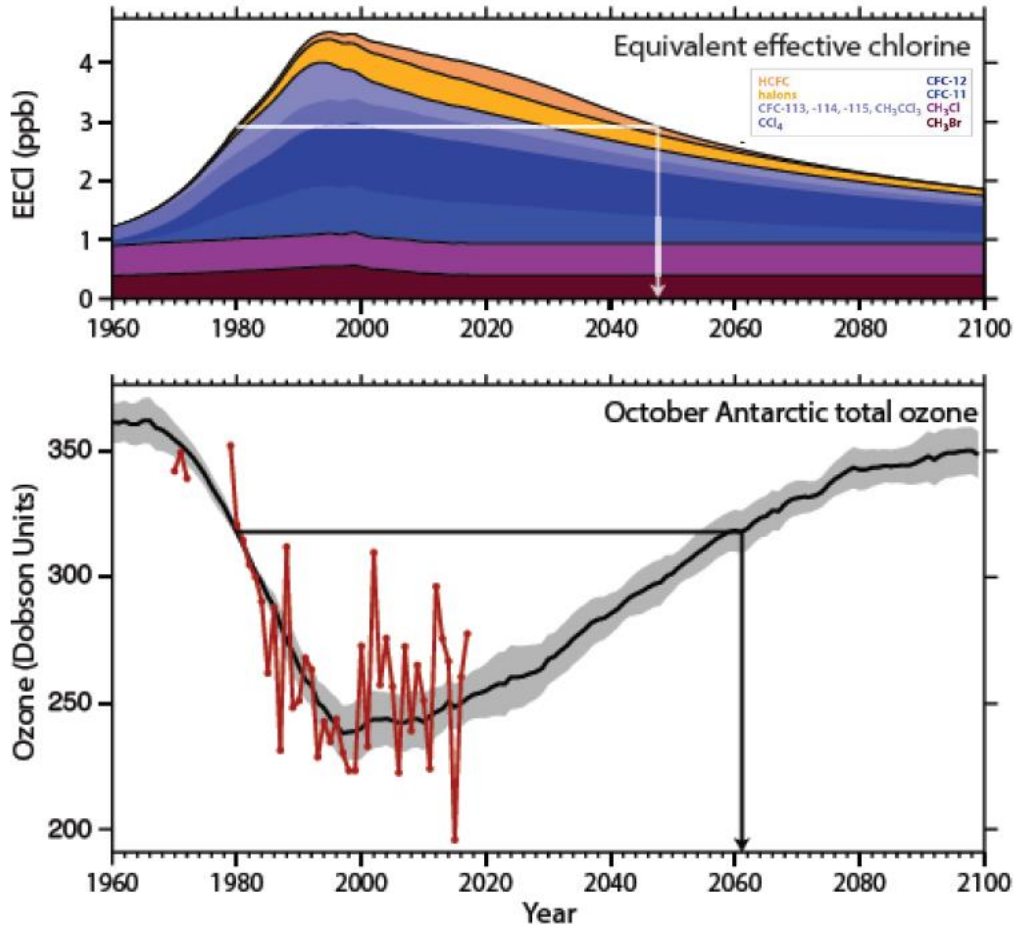 Equivalent effective chlorine
HCFC CFC-12
halons CFC-11
CFC-113, -114, -115, CH₃CCl₃ CH₃Cl
CCl₄ CH₃Br
EECl (ppb)
4
3
2
1
0
1960 1980 2000 2020 2040 2060 2080 2100
October Antarctic total ozone
Ozone (Dobson Units)
350
300
250
200
1960 1980 2000 2020 2040 2060 2080 2100
Year